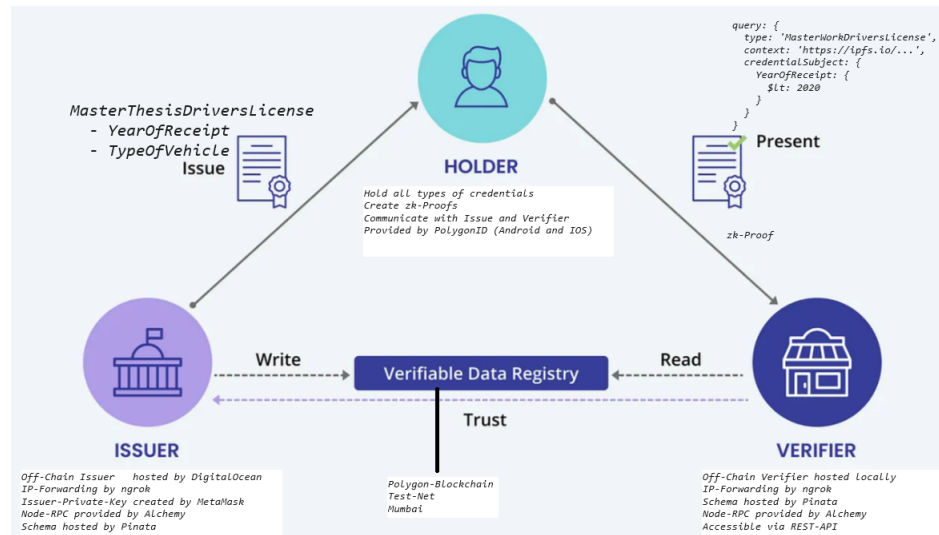 query: {
type: 'MasterWorkDriversLicense',
context: 'https://ipfs.io/...',
credentialSubject: {
YearOfReceipt: {
$lt: 2020
}
}
}
MasterThesisDriversLicense
- YearOfReceipt
- TypeOfVehicle
Issue
Present
HOLDER
Hold all types of credentials
Create zk-Proofs
Communicate with Issue and Verifier
Provided by PolygonID (Android and IOS)
zk-Proof
Write
Verifiable Data Registry
Read
Trust
ISSUER
Off-Chain Issuer hosted by DigitalOcean
IP-Forwarding by ngrok
Issuer-Private-Key created by MetaMask
Node-RPC provided by Alchemy
Schema hosted by Pinata
Polygon-Blockchain
Test-Net
Mumbai
VERIFIER
Off-Chain Verifier hosted locally
IP-Forwarding by ngrok
Schema hosted by Pinata
Node-RPC provided by Alchemy
Accessible via REST-API